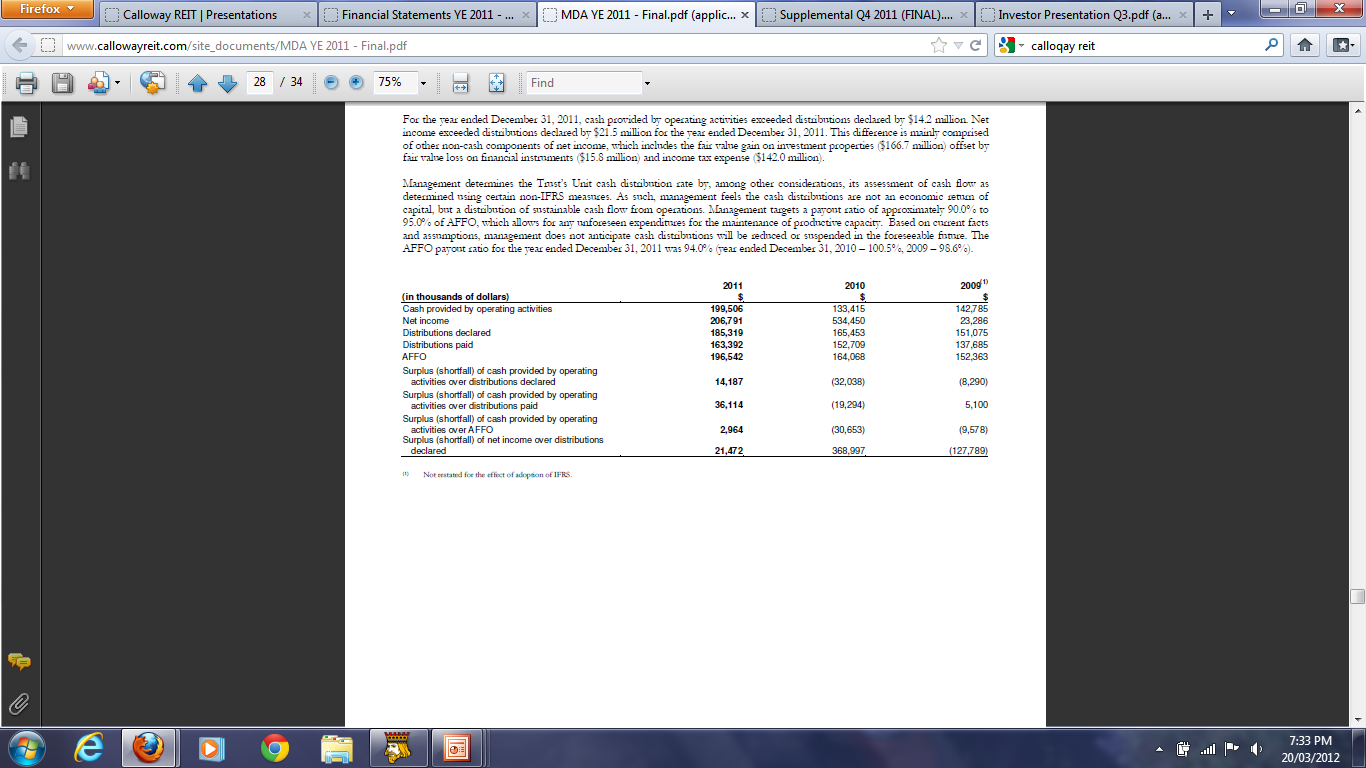 Firefox
Calloway REIT | Presentations
Financial Statements YE 2011 - ...
MDA YE 2011 - Final.pdf (applic...
Supplemental Q4 2011 (FINAL)....
Investor Presentation Q3.pdf (a...
www.callowayreit.com/site_documents/MDA YE 2011 - Final.pdf
calloqay reit
28 / 34
75%
Find
For the year ended December 31, 2011, cash provided by operating activities exceeded distributions declared by $14.2 million. Net
income exceeded distributions declared by $21.5 million for the year ended December 31, 2011. This difference is mainly comprised
of other non-cash components of net income, which includes the fair value gain on investment properties ($166.7 million) offset by
fair value loss on financial instruments ($15.8 million) and income tax expense ($142.0 million).
Management determines the Trust's Unit cash distribution rate by, among other considerations, its assessment of cash flow as
determined using certain non-IFRS measures. As such, management feels the cash distributions are not an economic return of
capital, but a distribution of sustainable cash flow from operations. Management targets a payout ratio of approximately 90.0% to
95.0% of AFFO, which allows for any unforeseen expenditures for the maintenance of productive capacity. Based on current facts
and assumptions, management does not anticipate cash distributions will be reduced or suspended in the foreseeable future. The
AFFO payout ratio for the year ended December 31, 2011 was 94.0% (year ended December 31, 2010 – 100.5%, 2009 – 98.6%).
2011 2010 2009(1)
(in thousands of dollars) $ $ $
Cash provided by operating activities 199,506 133,415 142,785
Net income 206,791 534,450 23,286
Distributions declared 185,319 165,453 151,075
Distributions paid 163,392 152,709 137,685
AFFO 196,542 164,068 152,363
Surplus (shortfall) of cash provided by operating
activities over distributions declared 14,187 (32,038) (8,290)
Surplus (shortfall) of cash provided by operating
activities over distributions paid 36,114 (19,294) 5,100
Surplus (shortfall) of cash provided by operating
activities over AFFO 2,964 (30,653) (9,578)
Surplus (shortfall) of net income over distributions
declared 21,472 368,997 (127,789)
(1) Not restated for the effect of adoption of IFRS.
7:33 PM
20/03/2012